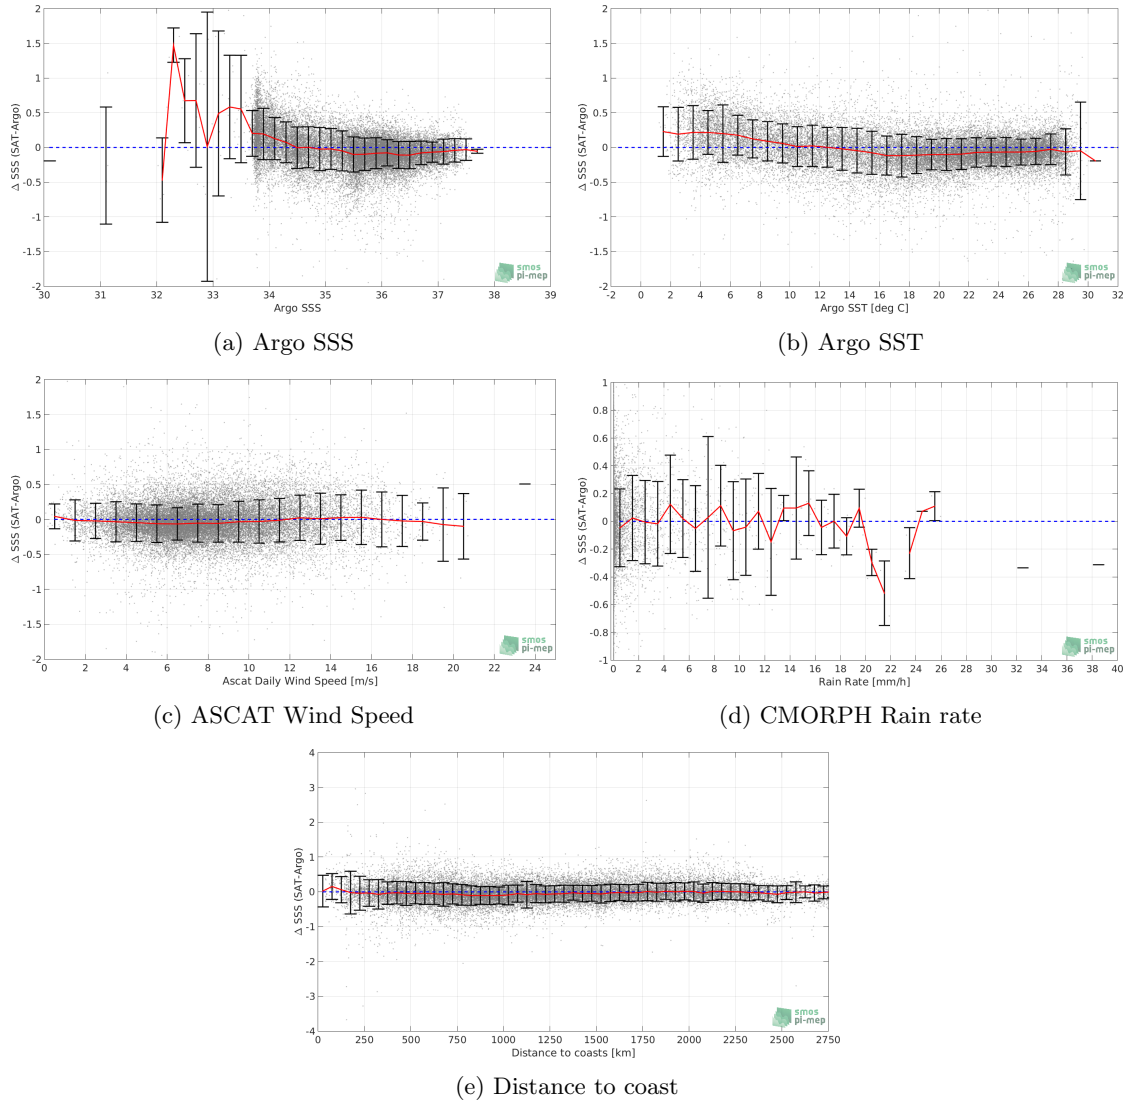 2
1.5
1
0.5
0
-0.5
-1
-1.5
-2
Δ SSS (SAT-Argo)
30 31 32 33 34 35 36 37 38 39
Argo SSS
smos
pi-mep
(a) Argo SSS
2
1.5
1
0.5
0
-0.5
-1
-1.5
-2
Δ SSS (SAT-Argo)
-2 0 2 4 6 8 10 12 14 16 18 20 22 24 26 28 30 32
Argo SST [deg C]
smos
pi-mep
(b) Argo SST
2
1.5
1
0.5
0
-0.5
-1
-1.5
-2
Δ SSS (SAT-Argo)
0 2 4 6 8 10 12 14 16 18 20 22 24
Ascat Daily Wind Speed [m/s]
smos
pi-mep
(c) ASCAT Wind Speed
1
0.8
0.6
0.4
0.2
0
-0.2
-0.4
-0.6
-0.8
-1
Δ SSS (SAT-Argo)
0 2 4 6 8 10 12 14 16 18 20 22 24 26 28 30 32 34 36 38 40
Rain Rate [mm/h]
smos
pi-mep
(d) CMORPH Rain rate
4
3
2
1
0
-1
-2
-3
-4
Δ SSS (SAT-Argo)
0 250 500 750 1000 1250 1500 1750 2000 2250 2500 2750
Distance to coasts [km]
smos
pi-mep
(e) Distance to coast